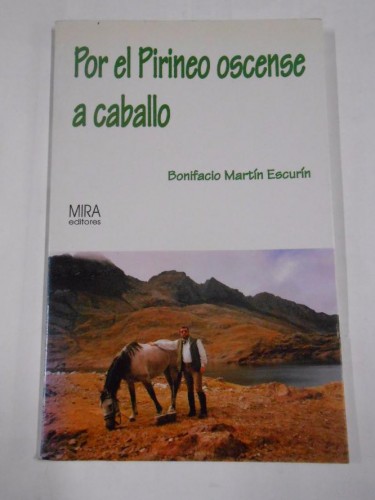 Por el Pirineo oscense
a caballo
Bonifacio Martín Escurín
MIRA
editores